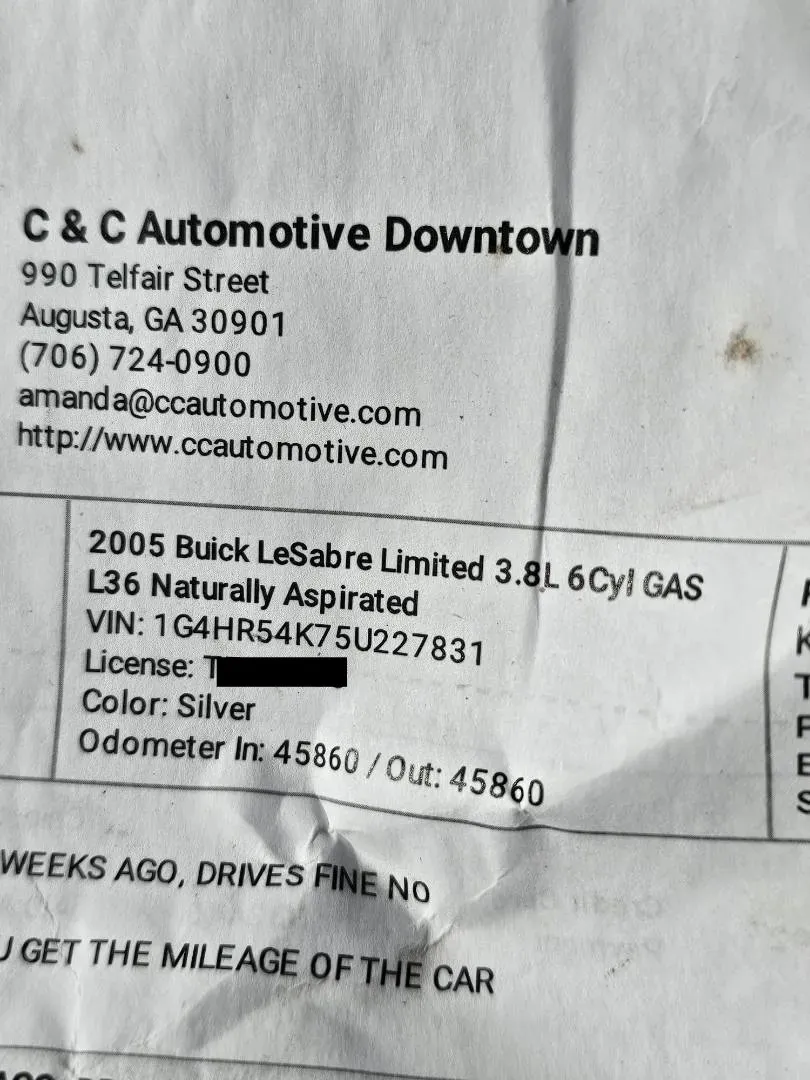 C & C Automotive Downtown
990 Telfair Street
Augusta, GA 30901
(706) 724-0900
amanda@ccautomotive.com
http://www.ccautomotive.com
2005 Buick LeSabre Limited 3.8L 6Cyl GAS
L36 Naturally Aspirated
VIN: 1G4HR54K75U227831
License: T
Color: Silver
Odometer In: 45860 / Out: 45860
K
T
F
E
S
WEEKS AGO, DRIVES FINE NO
U GET THE MILEAGE OF THE CAR